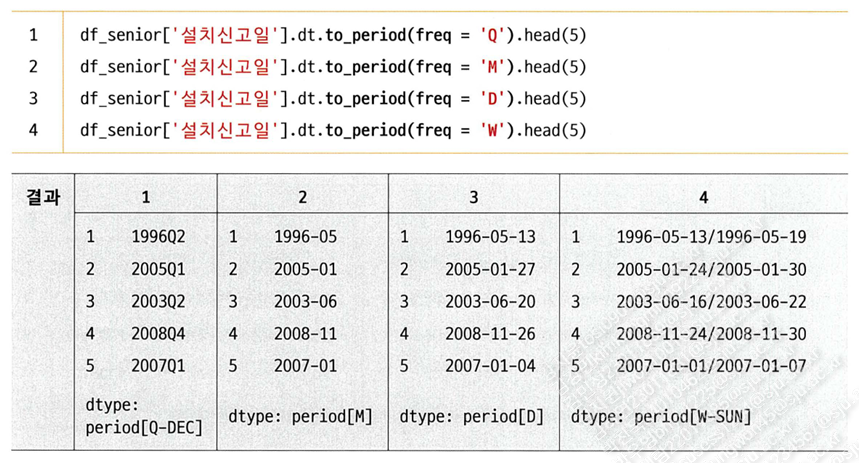 1 df_senior['설치신고일'].dt.to_period(freq = 'Q').head(5)
2 df_senior['설치신고일'].dt.to_period(freq = 'M').head(5)
3 df_senior['설치신고일'].dt.to_period(freq = 'D').head(5)
4 df_senior['설치신고일'].dt.to_period(freq = 'W').head(5)
결과 1 2 3 4
1 1996Q2 1 1996-05 1 1996-05-13 1 1996-05-13/1996-05-19
2 2005Q1 2 2005-01 2 2005-01-27 2 2005-01-24/2005-01-30
3 2003Q2 3 2003-06 3 2003-06-20 3 2003-06-16/2003-06-22
4 2008Q4 4 2008-11 4 2008-11-26 4 2008-11-24/2008-11-30
5 2007Q1 5 2007-01 5 2007-01-04 5 2007-01-01/2007-01-07
dtype:
period[Q-DEC] dtype: period[M] dtype: period[D] dtype: period[W-SUN]